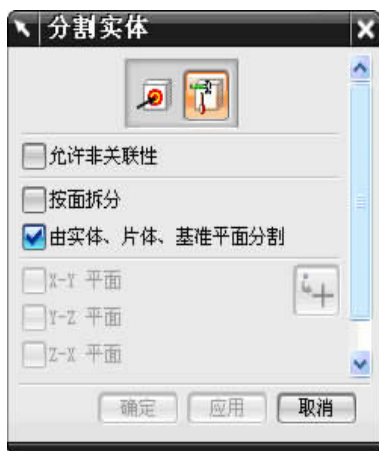 分割实体
允许非关联性
按面拆分
由实体、片体、基准平面分割
X-Y 平面
Y-Z 平面
Z-X 平面
确定 应用 取消